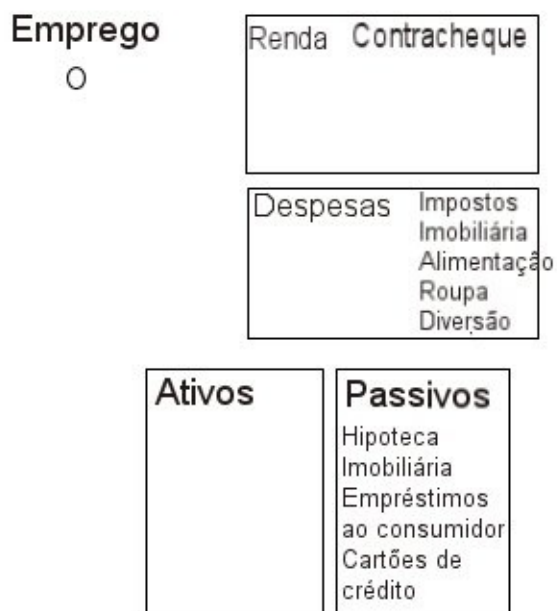 Emprego
O
Renda Contracheque
Despesas Impostos
Imobiliária
Alimentação
Roupa
Diversão
Ativos
Passivos
Hipoteca
Imobiliária
Empréstimos
ao consumidor
Cartões de
crédito